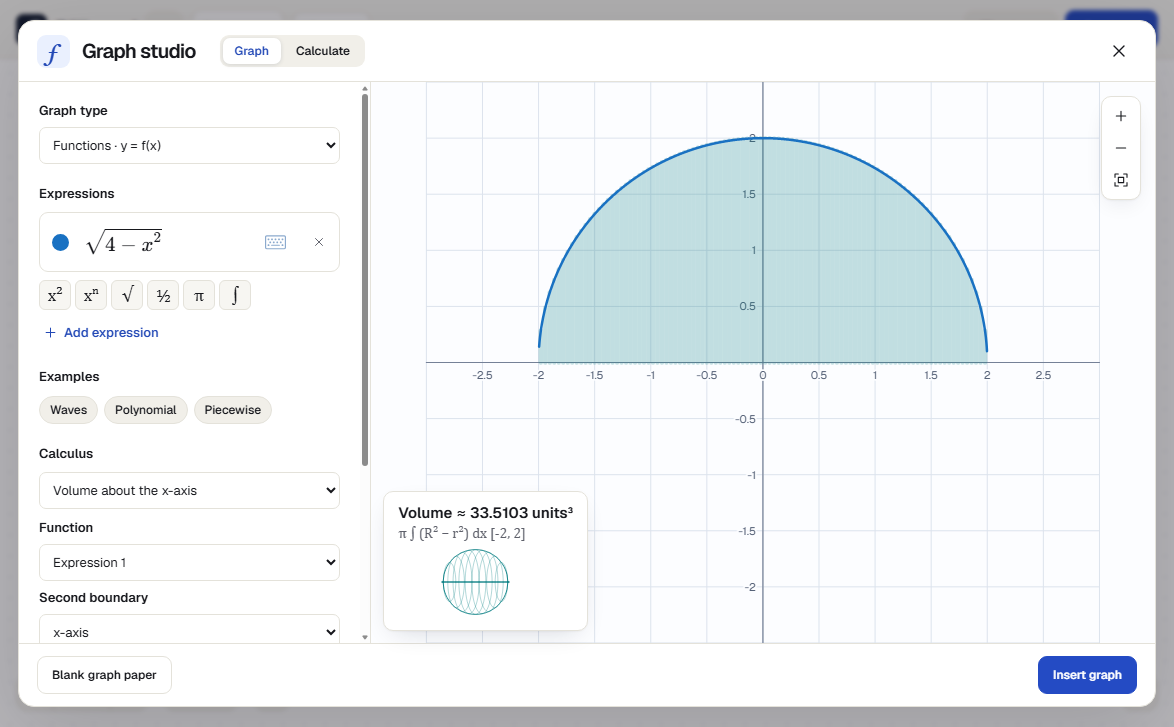 f Graph studio Graph Calculate
Graph type
Functions · y = f(x)
Expressions
√4 − x²
x² xⁿ √ ½ π ∫
+ Add expression
Examples
Waves Polynomial Piecewise
Calculus
Volume about the x-axis
Function
Expression 1
Second boundary
x-axis
2
1.5
1
0.5
-2.5 -2 -1.5 -1 -0.5 0 0.5 1 1.5 2 2.5
-0.5
-1
-1.5
-2
Volume ≈ 33.5103 units³
π ∫ (R² − r²) dx [-2, 2]
Blank graph paper Insert graph